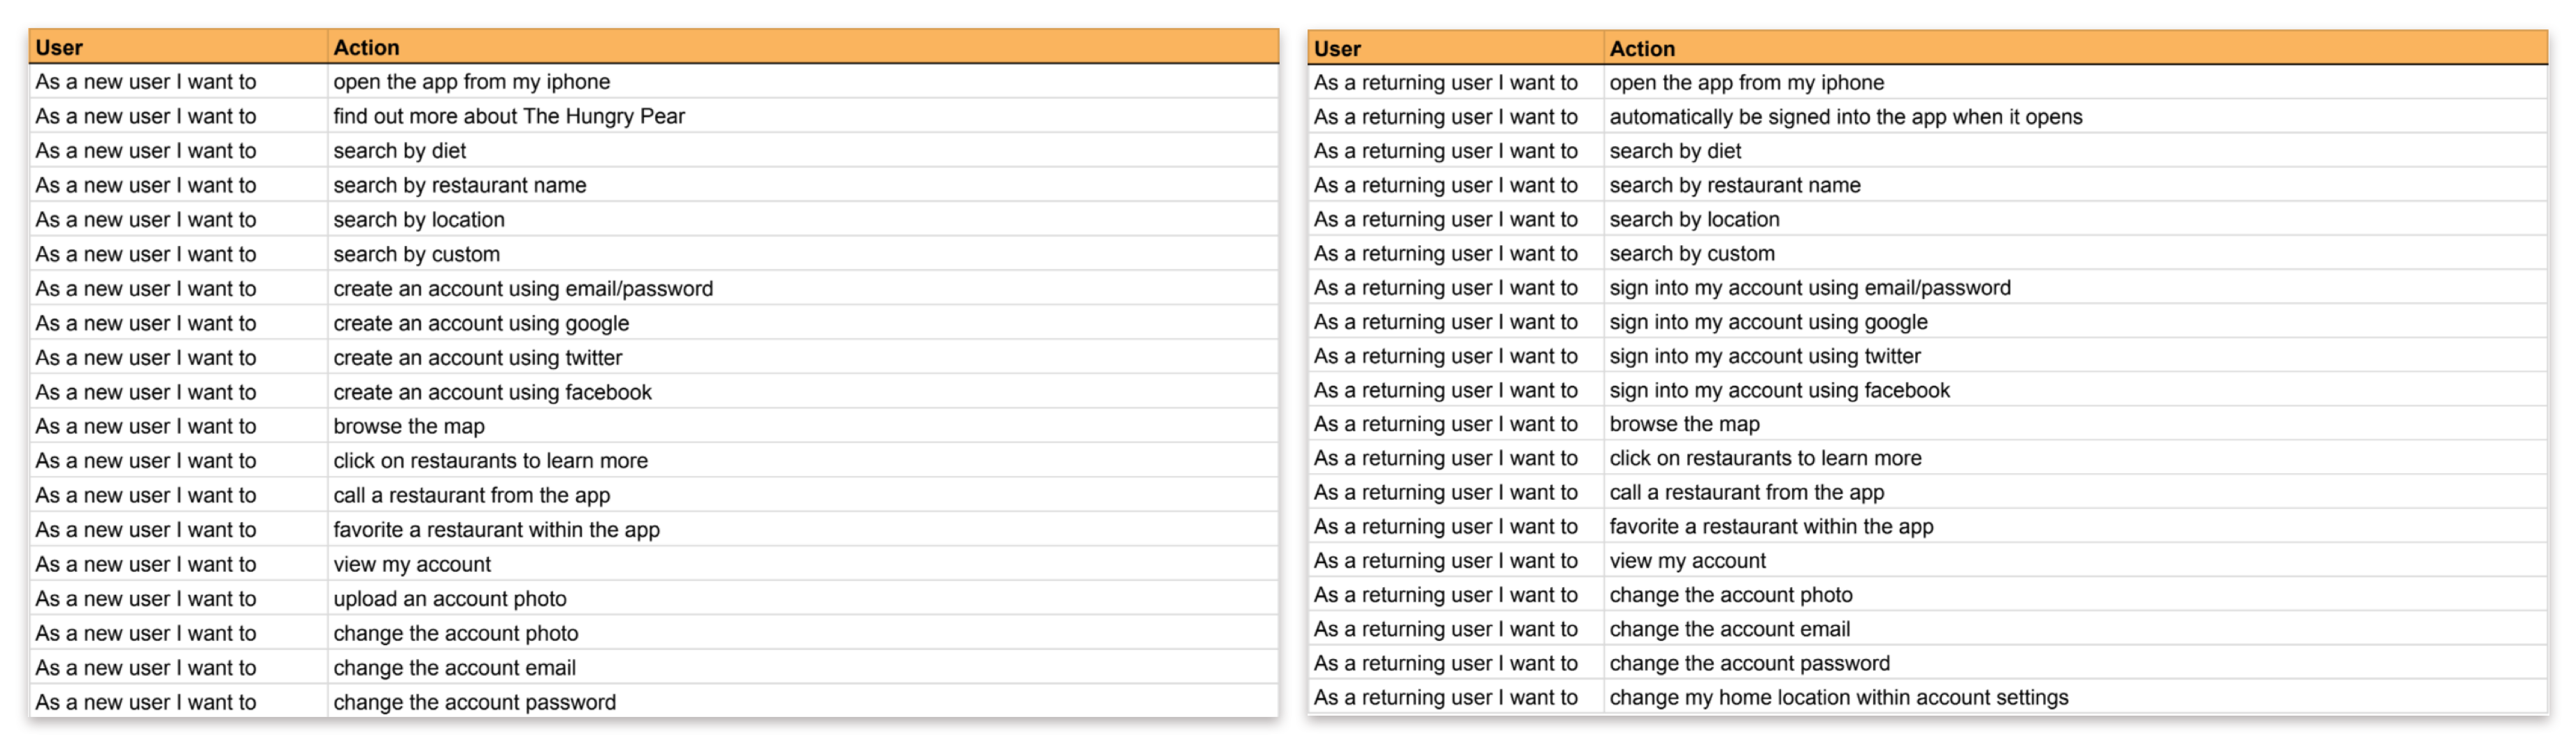 User Action
As a new user I want to open the app from my iphone
As a new user I want to find out more about The Hungry Pear
As a new user I want to search by diet
As a new user I want to search by restaurant name
As a new user I want to search by location
As a new user I want to search by custom
As a new user I want to create an account using email/password
As a new user I want to create an account using google
As a new user I want to create an account using twitter
As a new user I want to create an account using facebook
As a new user I want to browse the map
As a new user I want to click on restaurants to learn more
As a new user I want to call a restaurant from the app
As a new user I want to favorite a restaurant within the app
As a new user I want to view my account
As a new user I want to upload an account photo
As a new user I want to change the account photo
As a new user I want to change the account email
As a new user I want to change the account password
User Action
As a returning user I want to open the app from my iphone
As a returning user I want to automatically be signed into the app when it opens
As a returning user I want to search by diet
As a returning user I want to search by restaurant name
As a returning user I want to search by location
As a returning user I want to search by custom
As a returning user I want to sign into my account using email/password
As a returning user I want to sign into my account using google
As a returning user I want to sign into my account using twitter
As a returning user I want to sign into my account using facebook
As a returning user I want to browse the map
As a returning user I want to click on restaurants to learn more
As a returning user I want to call a restaurant from the app
As a returning user I want to favorite a restaurant within the app
As a returning user I want to view my account
As a returning user I want to change the account photo
As a returning user I want to change the account email
As a returning user I want to change the account password
As a returning user I want to change my home location within account settings